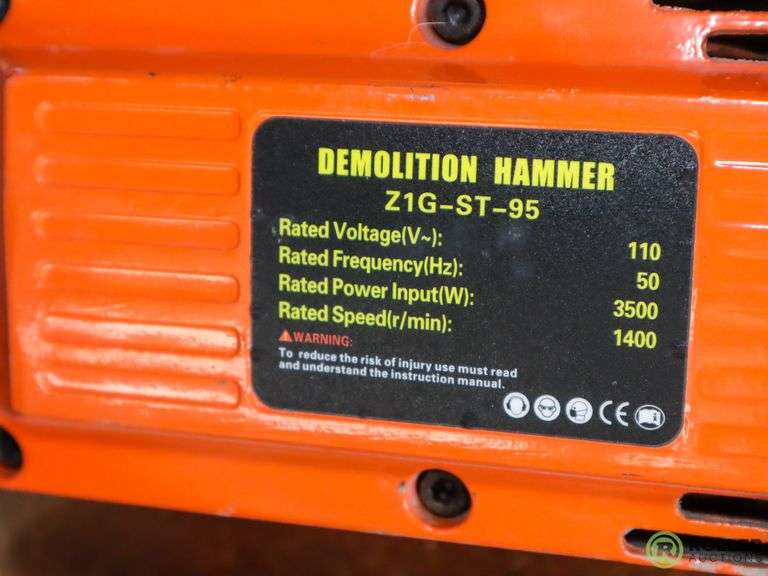 DEMOLITION HAMMER
Z1G-ST-95
Rated Voltage(V~): 110
Rated Frequency(Hz): 50
Rated Power Input(W): 3500
Rated Speed(r/min): 1400
WARNING:
To reduce the risk of injury use must read
and understand the instruction manual.
CE
R
AUCTIONS